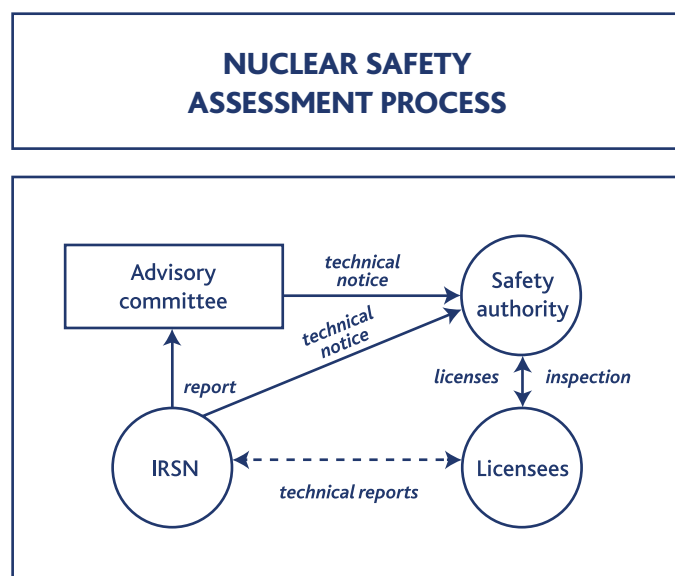 NUCLEAR SAFETY
ASSESSMENT PROCESS
Advisory
committee
technical
notice
Safety
authority
technical
notice
report
licenses
inspection
IRSN
technical reports
Licensees